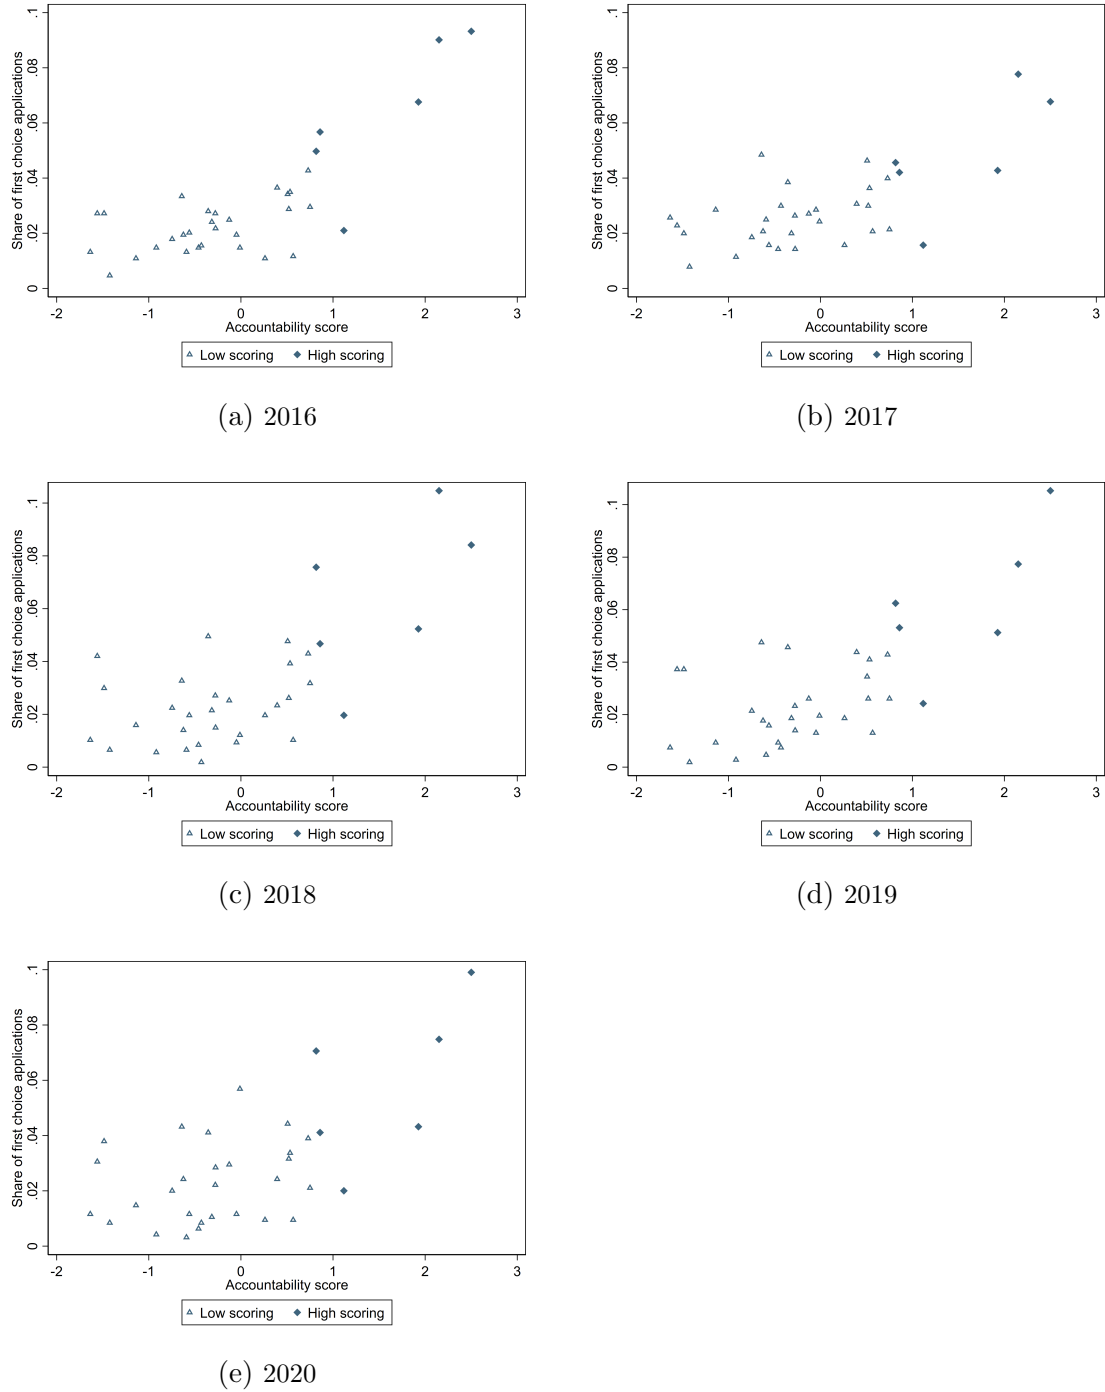 Share of first choice applications
.1
.08
.06
.04
.02
0
-2 -1 0 1 2 3
Accountability score
Low scoring High scoring
(a) 2016
Share of first choice applications
.1
.08
.06
.04
.02
0
-2 -1 0 1 2 3
Accountability score
Low scoring High scoring
(b) 2017
Share of first choice applications
.1
.08
.06
.04
.02
0
-2 -1 0 1 2 3
Accountability score
Low scoring High scoring
(c) 2018
Share of first choice applications
.1
.08
.06
.04
.02
0
-2 -1 0 1 2 3
Accountability score
Low scoring High scoring
(d) 2019
Share of first choice applications
.1
.08
.06
.04
.02
0
-2 -1 0 1 2 3
Accountability score
Low scoring High scoring
(e) 2020